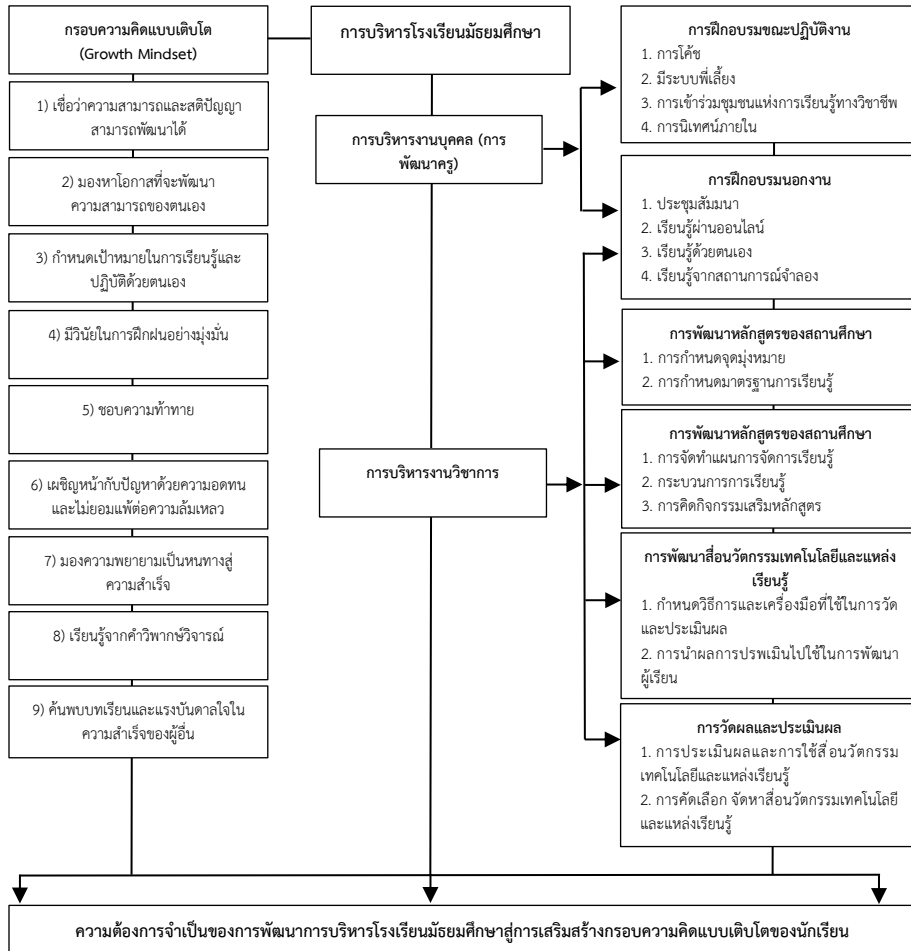 กรอบความคิดแบบเติบโต
(Growth Mindset)
1) เชื่อว่าความสามารถและสติปัญญา
สามารถพัฒนาได้
2) มองหาโอกาสที่จะพัฒนา
ความสามารถของตนเอง
3) กำหนดเป้าหมายในการเรียนรู้และ
ปฏิบัติด้วยตนเอง
4) มีวินัยในการฝึกฝนอย่างมุ่งมั่น
5) ชอบความท้าทาย
6) เผชิญหน้ากับปัญหาด้วยความอดทน
และไม่ยอมแพ้ต่อความล้มเหลว
7) มองความพยายามเป็นหนทางสู่
ความสำเร็จ
8) เรียนรู้จากคำวิพากษ์วิจารณ์
9) ค้นพบบทเรียนและแรงบันดาลใจใน
ความสำเร็จของผู้อื่น
การบริหารโรงเรียนมัธยมศึกษา
การบริหารงานบุคคล (การ
พัฒนาครู)
การบริหารงานวิชาการ
การฝึกอบรมขณะปฏิบัติงาน
1. การโค้ช
2. มีระบบพี่เลี้ยง
3. การเข้าร่วมชุมชนแห่งการเรียนรู้ทางวิชาชีพ
4. การนิเทศน์ภายใน
การฝึกอบรมนอกงาน
1. ประชุมสัมมนา
2. เรียนรู้ผ่านออนไลน์
3. เรียนรู้ด้วยตนเอง
4. เรียนรู้จากสถานการณ์จำลอง
การพัฒนาหลักสูตรของสถานศึกษา
1. การกำหนดจุดมุ่งหมาย
2. การกำหนดมาตรฐานการเรียนรู้
การพัฒนาหลักสูตรของสถานศึกษา
1. การจัดทำแผนการจัดการเรียนรู้
2. กระบวนการการเรียนรู้
3. การคิดกิจกรรมเสริมหลักสูตร
การพัฒนาสื่อนวัตกรรมเทคโนโลยีและแหล่ง
เรียนรู้
1. กำหนดวิธีการและเครื่องมือที่ใช้ในการวัด
และประเมินผล
2. การนำผลการปรพเมินไปใช้ในการพัฒนา
ผู้เรียน
การวัดผลและประเมินผล
1. การประเมินผลและการใช้สื่อนวัตกรรม
เทคโนโลยีและแหล่งเรียนรู้
2. การคัดเลือก จัดหาสื่อนวัตกรรมเทคโนโลยี
และแหล่งเรียนรู้
ความต้องการจำเป็นของการพัฒนาการบริหารโรงเรียนมัธยมศึกษาสู่การเสริมสร้างกรอบความคิดแบบเติบโตของนักเรียน